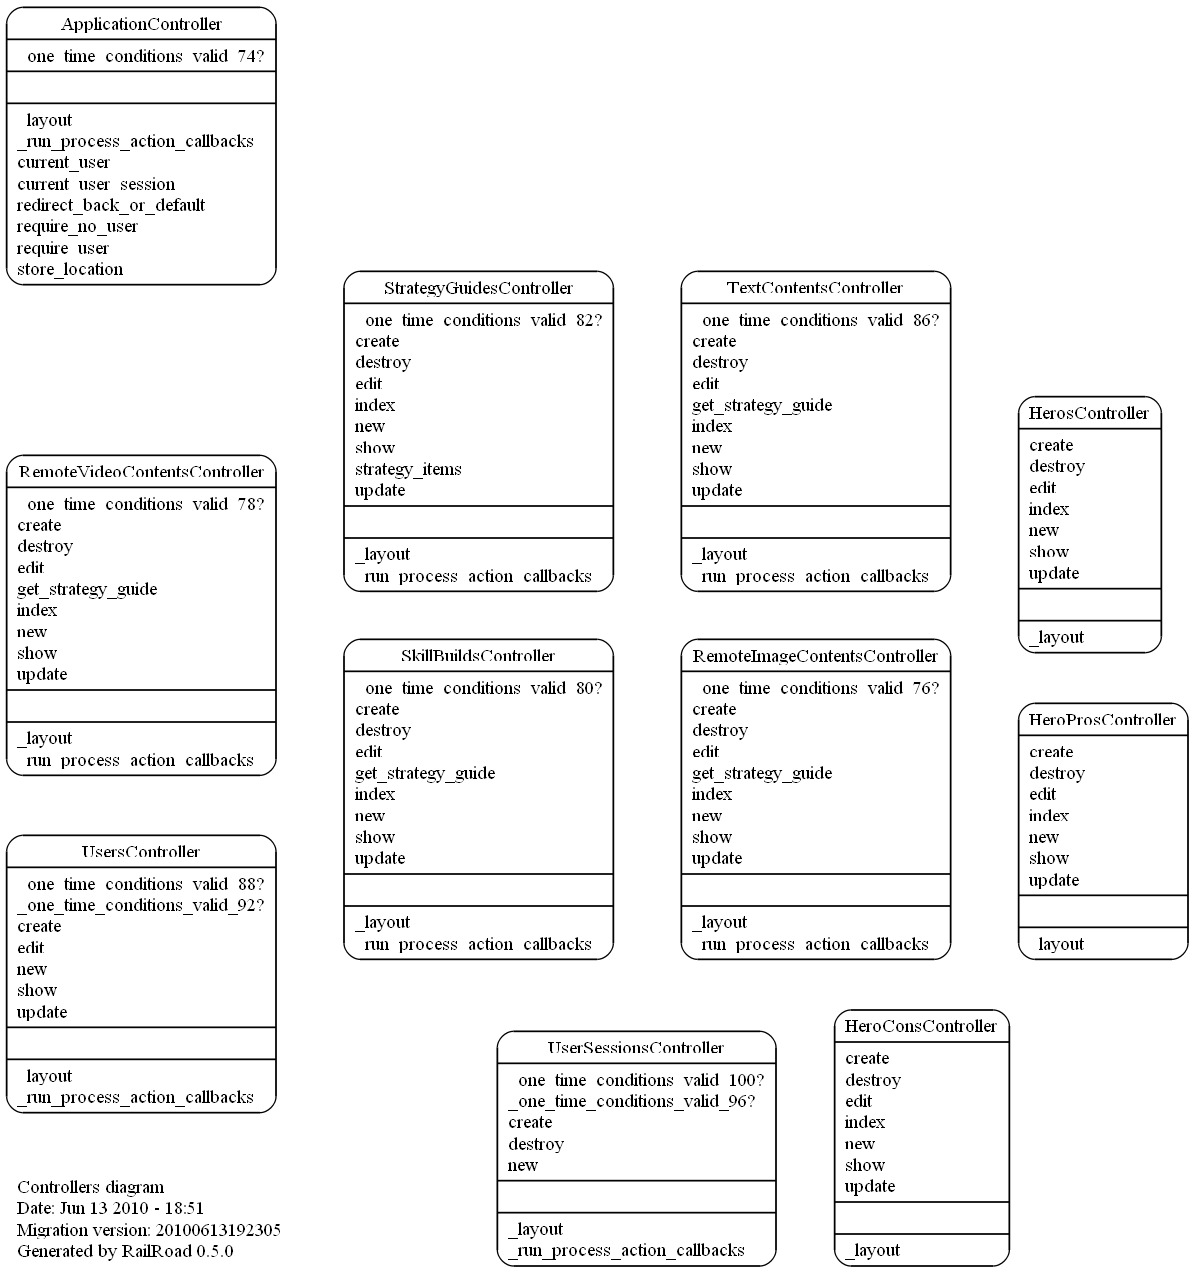 ApplicationController
one time conditions valid 74?
layout
_run_process_action_callbacks
current_user
current user session
redirect_back_or_default
require_no_user
require user
store_location
StrategyGuidesController
one time conditions valid 82?
create
destroy
edit
index
new
show
strategy_items
update
_layout
run process action callbacks
TextContentsController
one time conditions valid 86?
create
destroy
edit
get_strategy_guide
index
new
show
update
_layout
run process action callbacks
HerosController
create
destroy
edit
index
new
show
update
_layout
RemoteVideoContentsController
one time conditions valid 78?
create
destroy
edit
get_strategy_guide
index
new
show
update
_layout
run process action callbacks
SkillBuildsController
one time conditions valid 80?
create
destroy
edit
get_strategy_guide
index
new
show
update
_layout
run process action callbacks
RemoteImageContentsController
one time conditions valid 76?
create
destroy
edit
get_strategy_guide
index
new
show
update
_layout
run process action callbacks
HeroProsController
create
destroy
edit
index
new
show
update
layout
UsersController
one time conditions valid 88?
_one_time_conditions_valid_92?
create
edit
new
show
update
layout
_run_process_action_callbacks
UserSessionsController
one time conditions valid 100?
_one_time_conditions_valid_96?
create
destroy
new
_layout
_run_process_action_callbacks
HeroConsController
create
destroy
edit
index
new
show
update
_layout
Controllers diagram
Date: Jun 13 2010 - 18:51
Migration version: 20100613192305
Generated by RailRoad 0.5.0